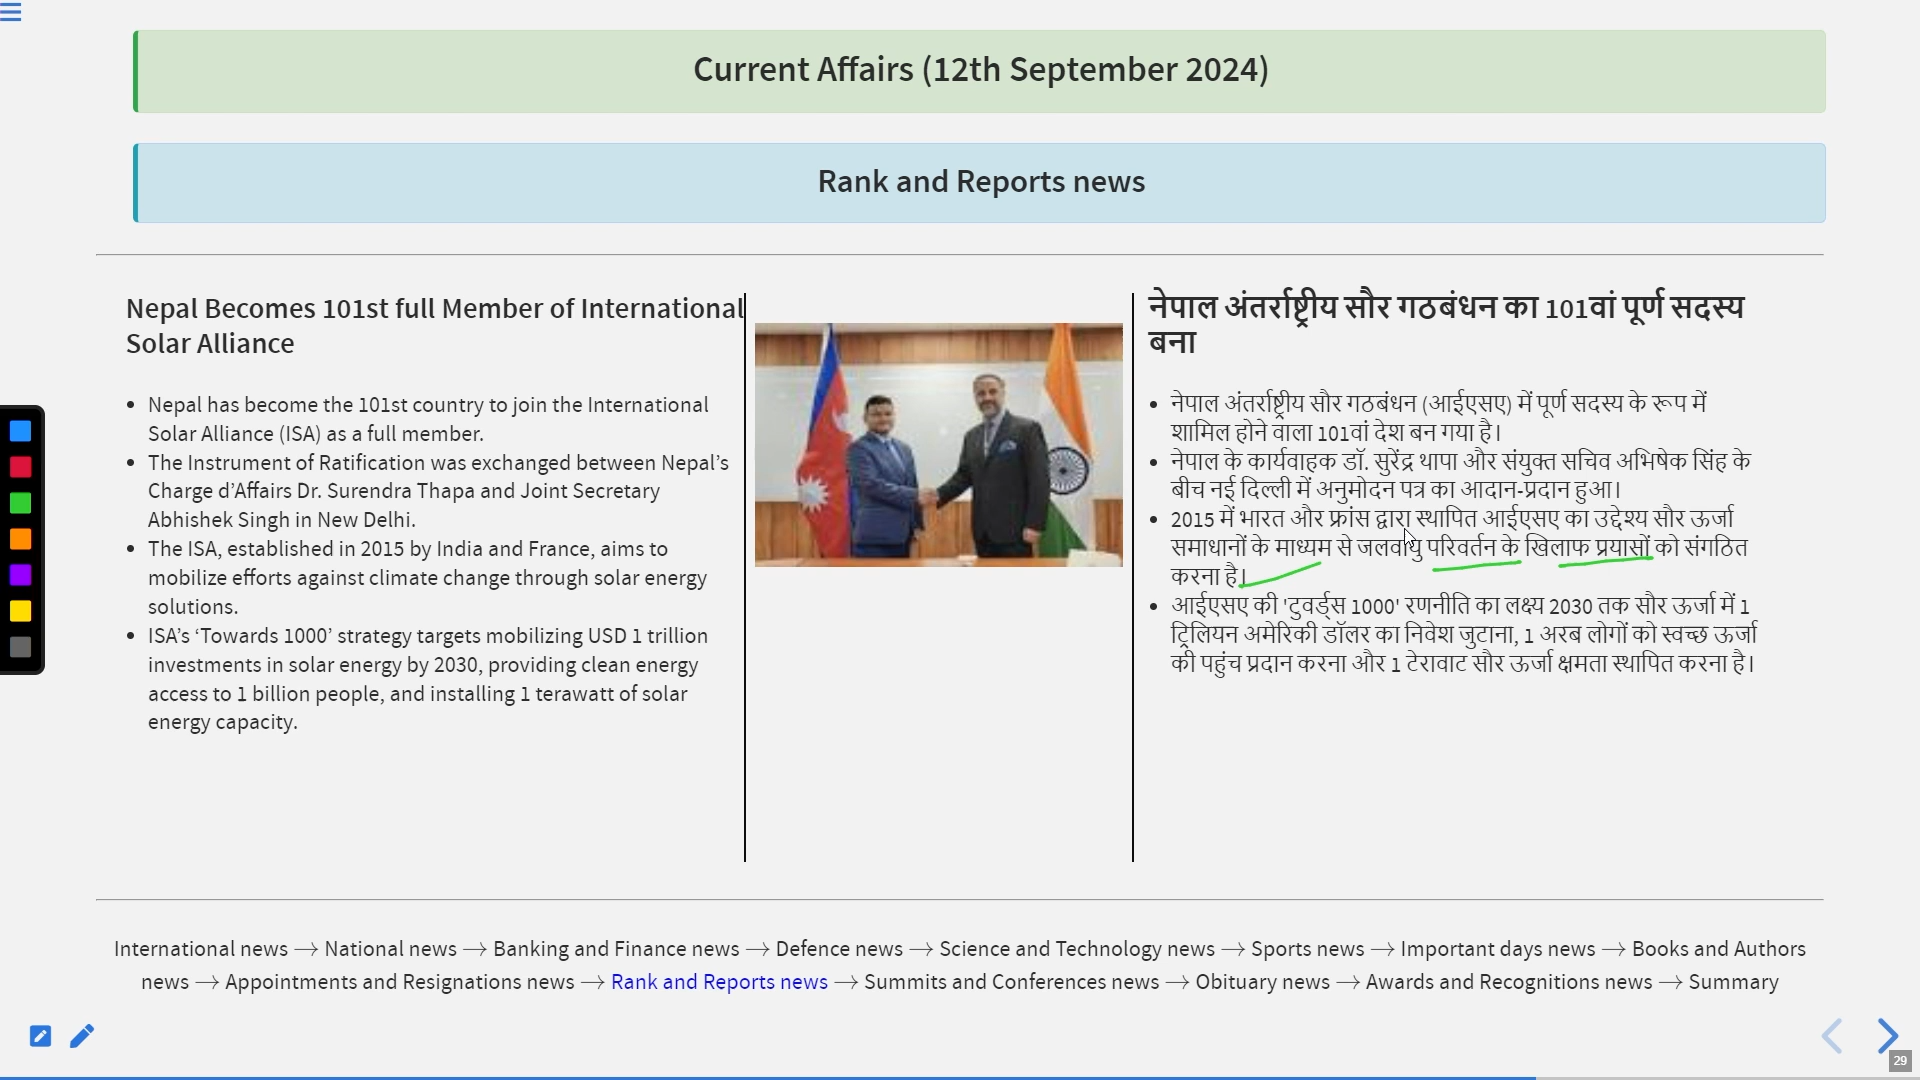 Current Affairs (12th September 2024)
Rank and Reports news
Nepal Becomes 101st full Member of International
Solar Alliance
• Nepal has become the 101st country to join the International
Solar Alliance (ISA) as a full member.
• The Instrument of Ratification was exchanged between Nepal’s
Charge d’Affairs Dr. Surendra Thapa and Joint Secretary
Abhishek Singh in New Delhi.
• The ISA, established in 2015 by India and France, aims to
mobilize efforts against climate change through solar energy
solutions.
• ISA’s ‘Towards 1000’ strategy targets mobilizing USD 1 trillion
investments in solar energy by 2030, providing clean energy
access to 1 billion people, and installing 1 terawatt of solar
energy capacity.
नेपाल अंतर्राष्ट्रीय सौर गठबंधन का 101वां पूर्ण सदस्य
बना
• नेपाल अंतर्राष्ट्रीय सौर गठबंधन (आईएसए) में पूर्ण सदस्य के रूप में
शामिल होने वाला 101वां देश बन गया है।
• नेपाल के कार्यवाहक डॉ. सुरेंद्र थापा और संयुक्त सचिव अभिषेक सिंह के
बीच नई दिल्ली में अनुमोदन पत्र का आदान-प्रदान हुआ।
• 2015 में भारत और फ्रांस द्वारा स्थापित आईएसए का उद्देश्य सौर ऊर्जा
समाधानों के माध्यम से जलवायु परिवर्तन के खिलाफ प्रयासों को संगठित
करना है।
• आईएसए की 'टुवर्ड्स 1000' रणनीति का लक्ष्य 2030 तक सौर ऊर्जा में 1
ट्रिलियन अमेरिकी डॉलर का निवेश जुटाना, 1 अरब लोगों को स्वच्छ ऊर्जा
की पहुंच प्रदान करना और 1 टेरावाट सौर ऊर्जा क्षमता स्थापित करना है।
International news → National news → Banking and Finance news → Defence news → Science and Technology news → Sports news → Important days news → Books and Authors
news → Appointments and Resignations news → Rank and Reports news → Summits and Conferences news → Obituary news → Awards and Recognitions news → Summary
29